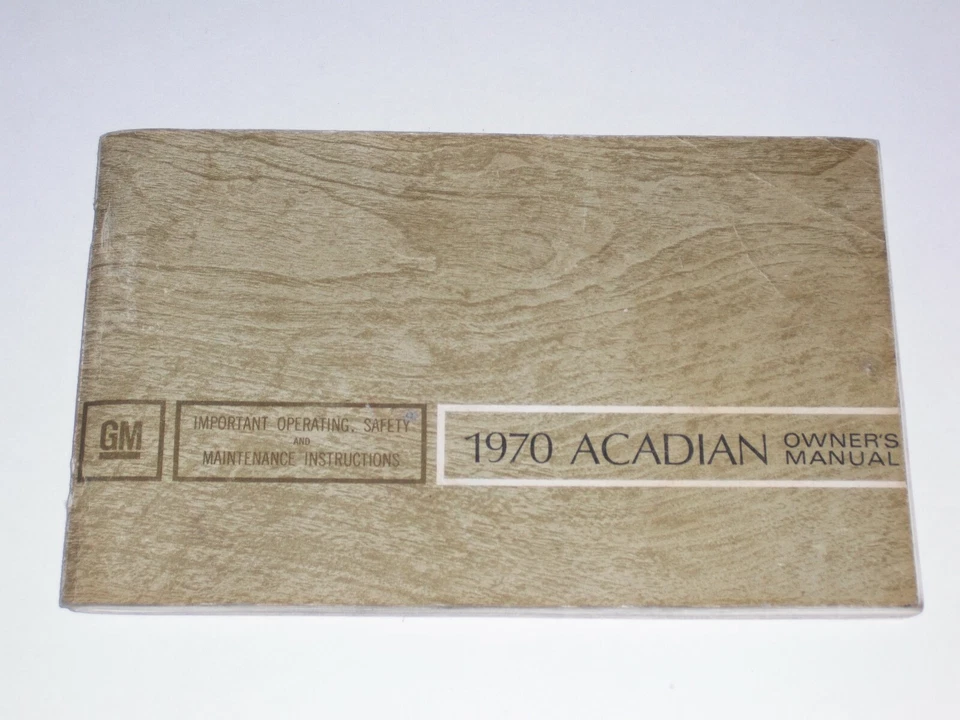 GM
IMPORTANT OPERATING, SAFETY
AND
MAINTENANCE INSTRUCTIONS
1970 ACADIAN
OWNER'S
MANUAL